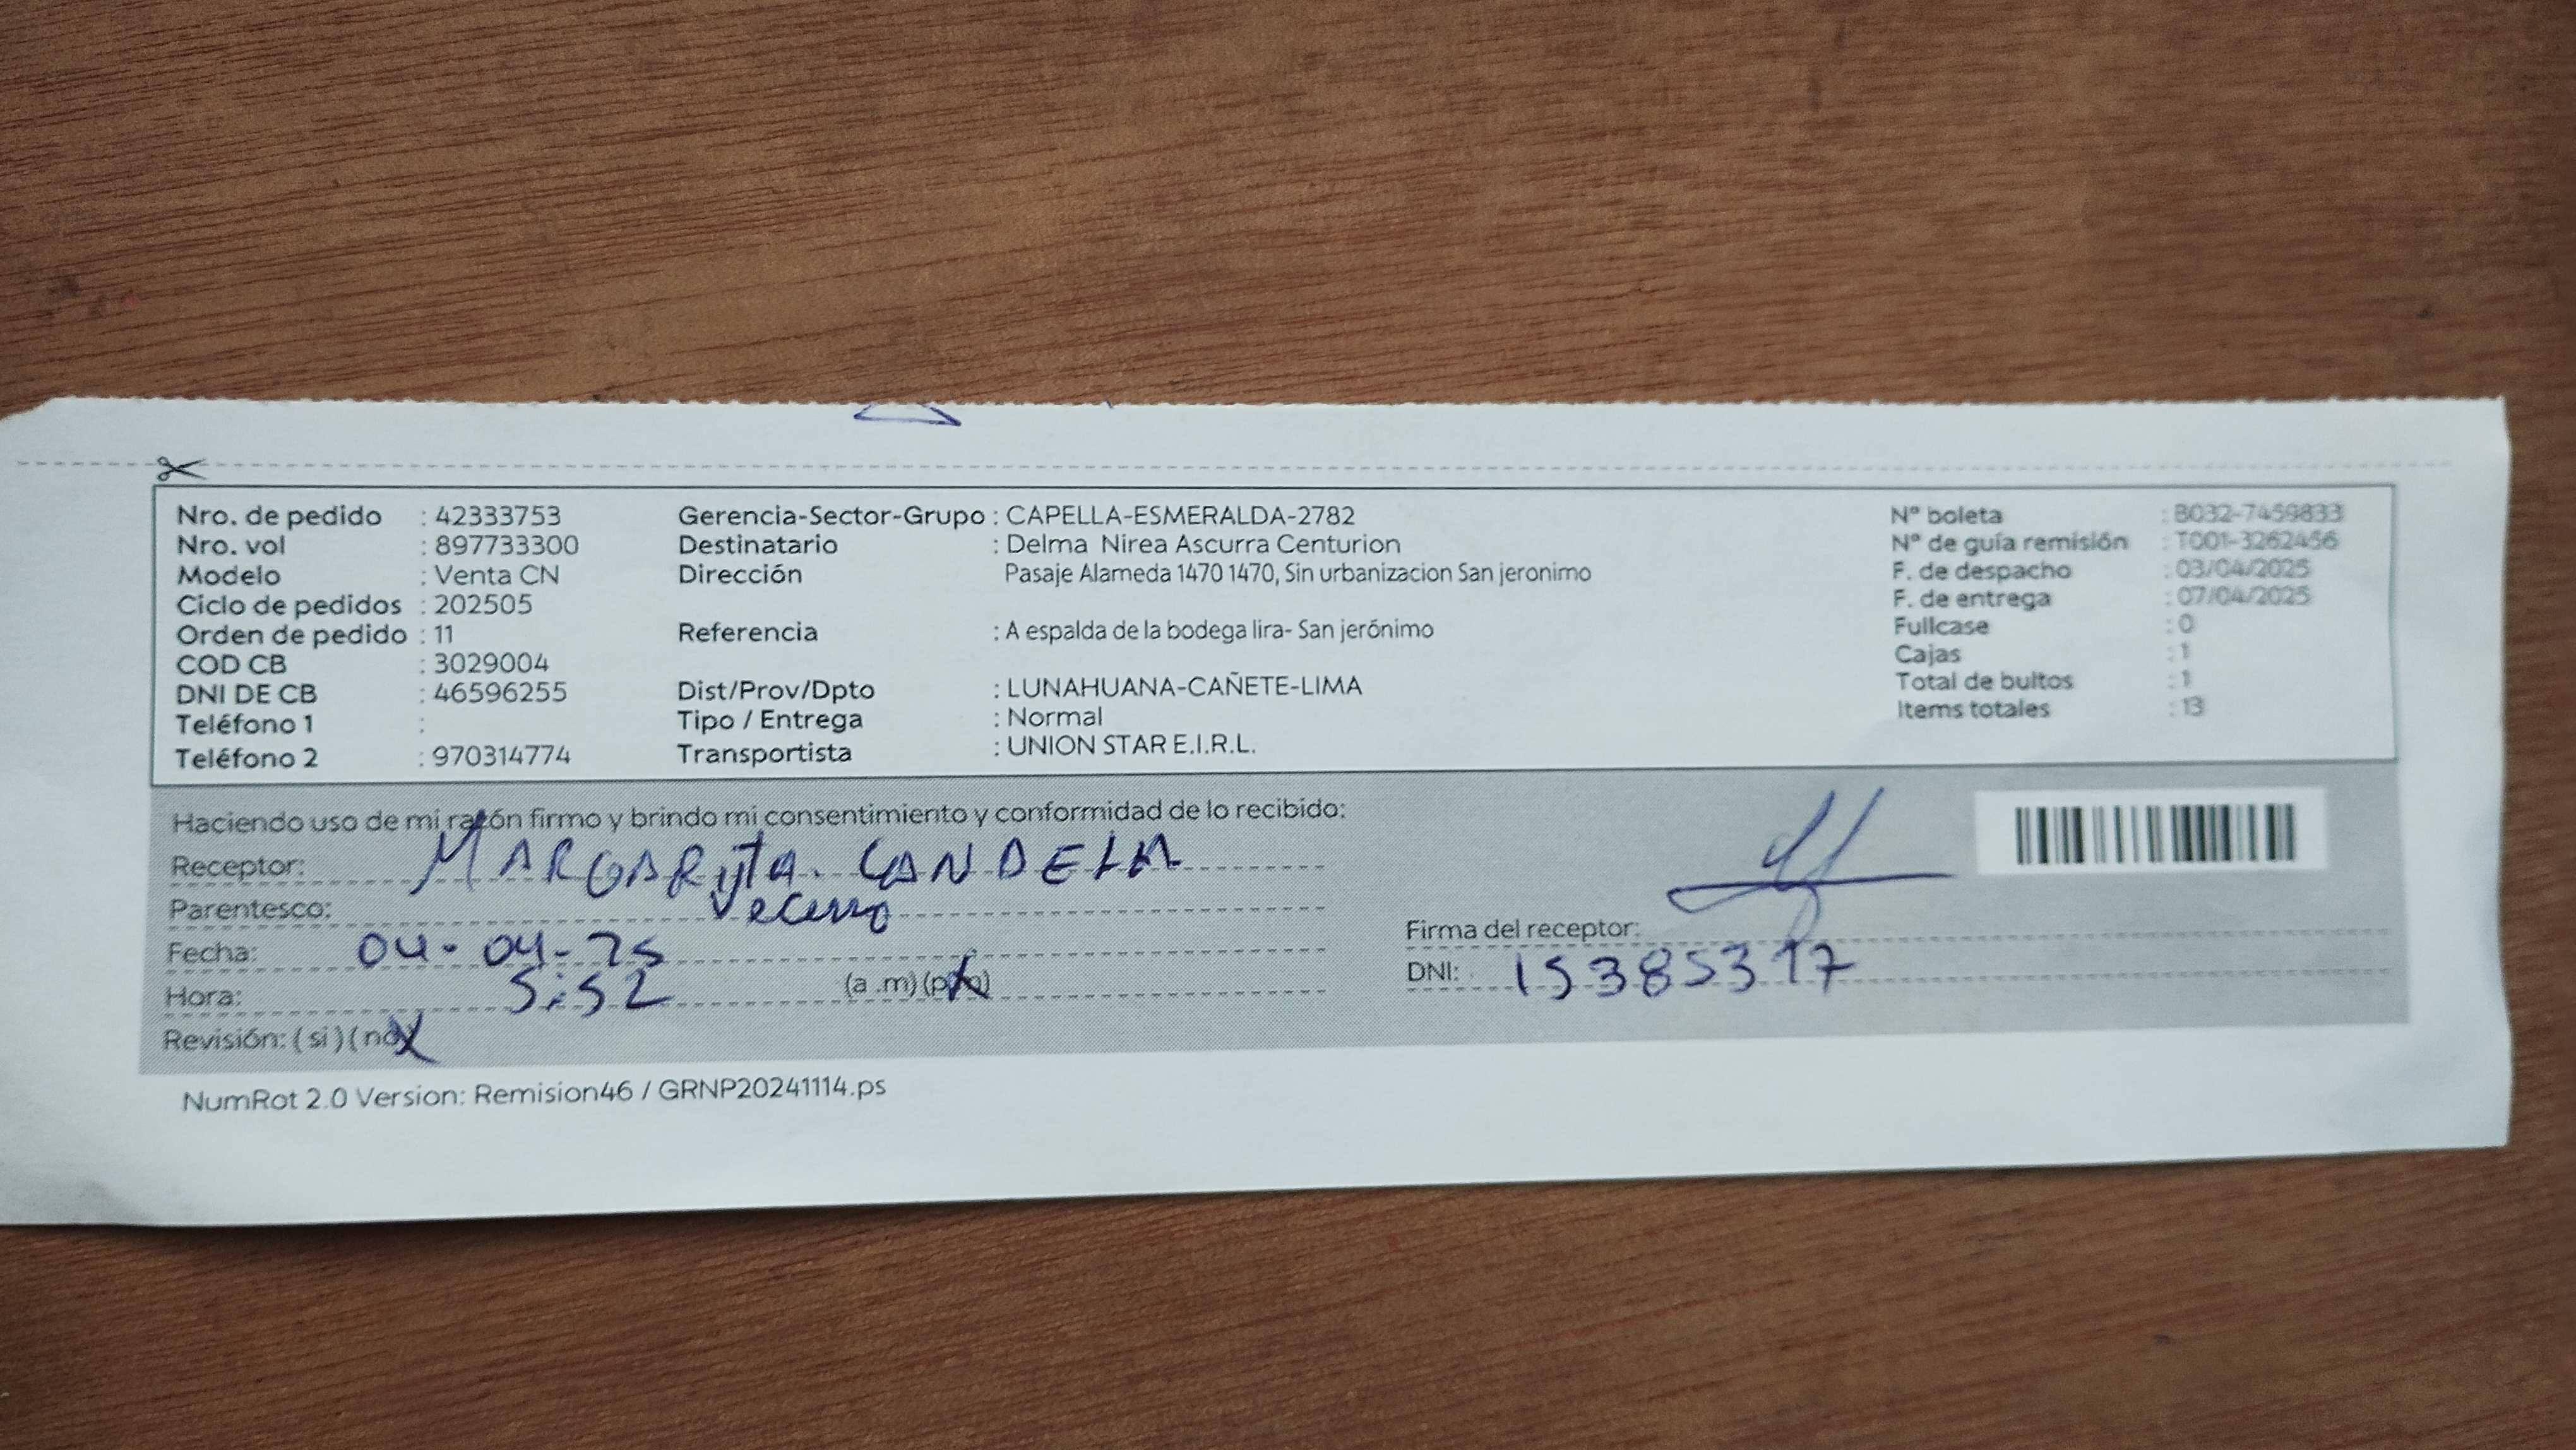 Nro. de pedido : 42333753
Nro. vol : 897733300
Modelo : Venta CN
Ciclo de pedidos : 202505
Orden de pedido : 11
COD CB : 3029004
DNI DE CB : 46596255
Teléfono 1 :
Teléfono 2 : 970314774
Gerencia-Sector-Grupo : CAPELLA-ESMERALDA-2782
Destinatario : Delma Nirea Ascurra Centurion
Dirección Pasaje Alameda 1470 1470, Sin urbanizacion San jeronimo
Referencia : A espalda de la bodega lira- San jerónimo
Dist/Prov/Dpto : LUNAHUANA-CAÑETE-LIMA
Tipo / Entrega : Normal
Transportista : UNION STAR E.I.R.L.
N° boleta : B032-7459833
N° de guía remisión : T001-3262456
F. de despacho : 03/04/2025
F. de entrega : 07/04/2025
Fullcase : 0
Cajas : 1
Total de bultos : 1
Items totales : 13
Haciendo uso de mi razón firmo y brindo mi consentimiento y conformidad de lo recibido:
Receptor: MARGARITA. CANDELA
Parentesco:
Fecha: 04-04-25
Hora: 5:52 (a .m) (p.m)
Revisión: ( si ) ( no )
Firma del receptor:
DNI: 15385317
NumRot 2.0 Version: Remision46 / GRNP20241114.ps